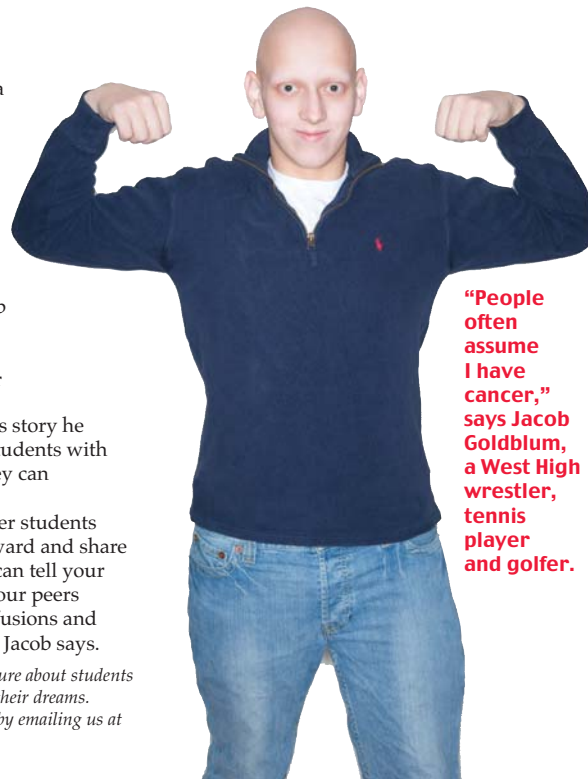 a
o
.
s story he
tudents with
ey can
er students
ward and share
can tell your
our peers
fusions and
Jacob says.
ure about students
their dreams.
by emailing us at
“People
often
assume
I have
cancer,”
says Jacob
Goldblum,
a West High
wrestler,
tennis
player
and golfer.